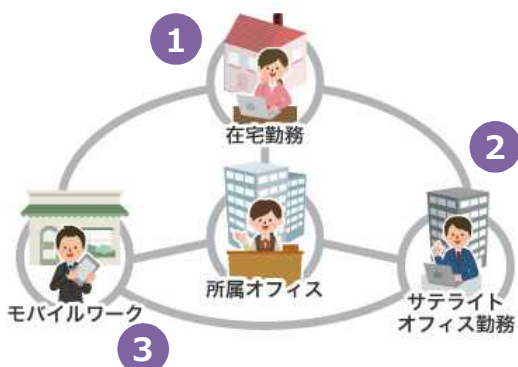 1
在宅勤務
2
所属オフィス
サテライト
オフィス勤務
モバイルワーク
3